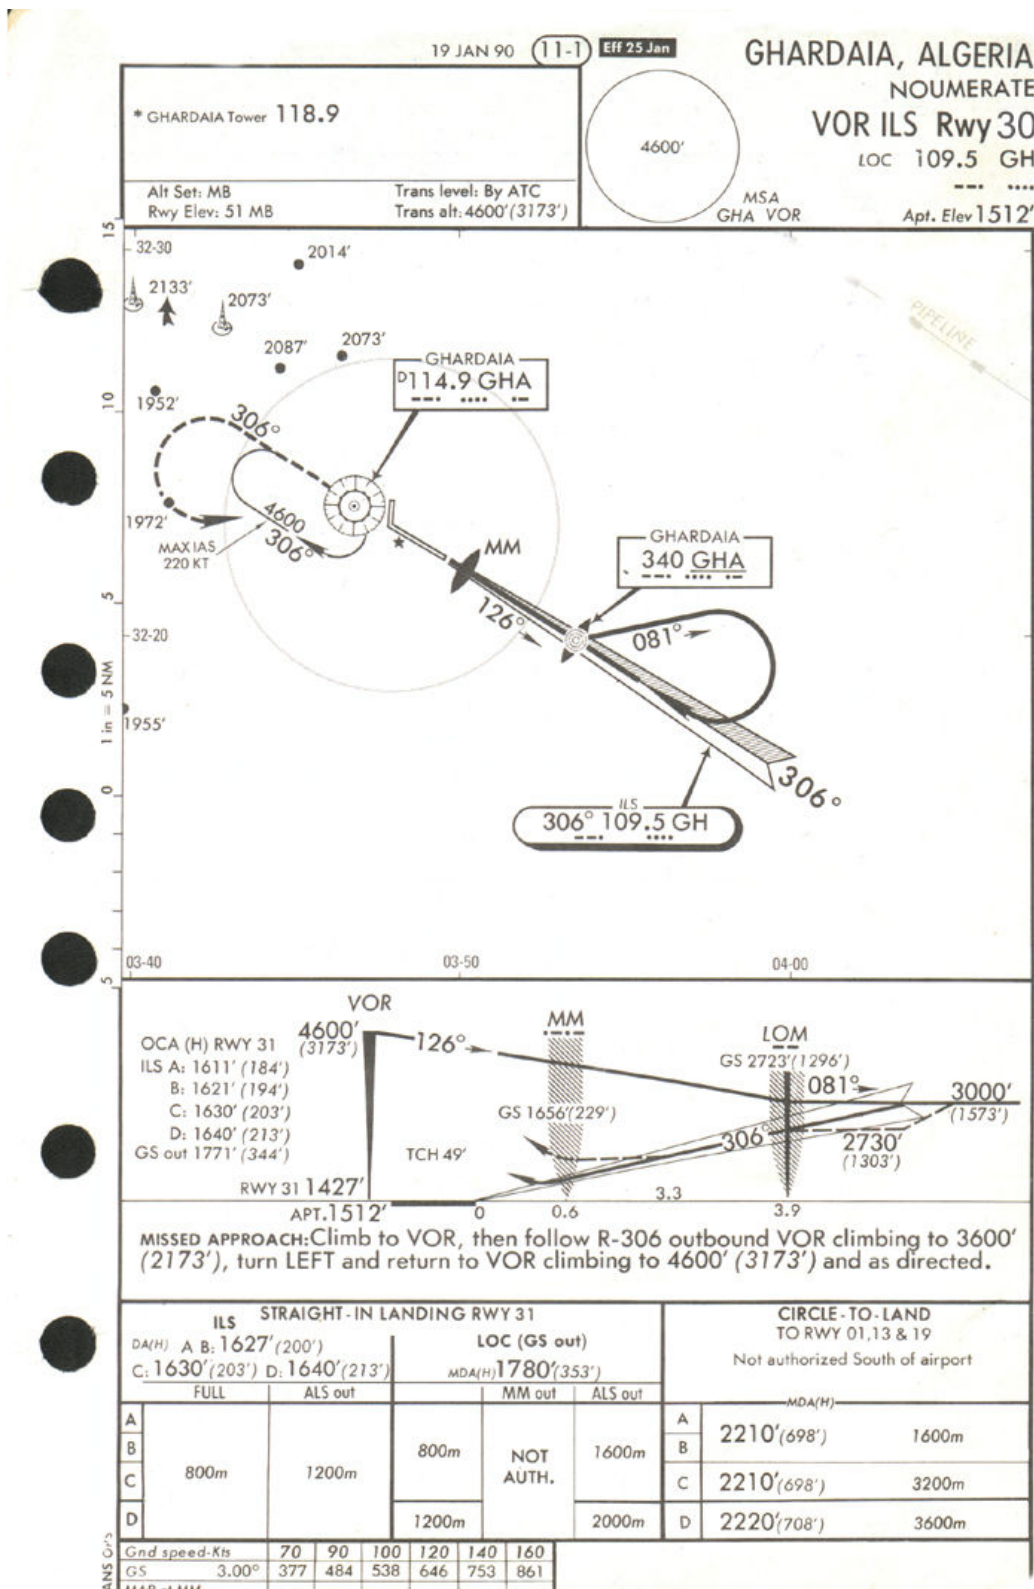 19 JAN 90 11-1 Eff 25 Jan
GHARDAIA, ALGERIA
NOUMERATE
VOR ILS Rwy 30
LOC 109.5 GH
Apt. Elev 1512'
* GHARDAIA Tower 118.9
Alt Set: MB
Rwy Elev: 51 MB
Trans level: By ATC
Trans alt: 4600' (3173')
4600'
MSA
GHA VOR
15
10
5
1 in = 5 NM
0
5
32-30
2014'
2133'
2073'
2087'
2073'
1952'
PIPELINE
GHARDAIA
D 114.9 GHA
306°
1972'
4600
306°
MAX IAS
220 KT
MM
GHARDAIA
340 GHA
126°
081°
32-20
1955'
306°
ILS
306° 109.5 GH
03-40
03-50
04-00
VOR
4600'
(3173')
126°
MM
LOM
GS 2723' (1296')
081°
3000'
(1573')
OCA (H) RWY 31
ILS A: 1611' (184')
B: 1621' (194')
C: 1630' (203')
D: 1640' (213')
GS out 1771' (344')
GS 1656' (229')
306°
2730'
(1303')
TCH 49'
RWY 31 1427'
APT. 1512'
0
0.6
3.3
3.9
MISSED APPROACH: Climb to VOR, then follow R-306 outbound VOR climbing to 3600'
(2173'), turn LEFT and return to VOR climbing to 4600' (3173') and as directed.
STRAIGHT-IN LANDING RWY 31
ILS
DA(H) A B: 1627' (200')
C: 1630' (203') D: 1640' (213')
LOC (GS out)
MDA(H) 1780' (353')
FULL
ALS out
MM out
ALS out
A
B
C
D
800m
1200m
800m
1200m
NOT
AUTH.
1600m
2000m
CIRCLE-TO-LAND
TO RWY 01,13 & 19
Not authorized South of airport
MDA(H)
A
B
2210' (698') 1600m
C 2210' (698') 3200m
D 2220' (708') 3600m
Gnd speed-Kts 70 90 100 120 140 160
GS 3.00° 377 484 538 646 753 861
MAP at MM